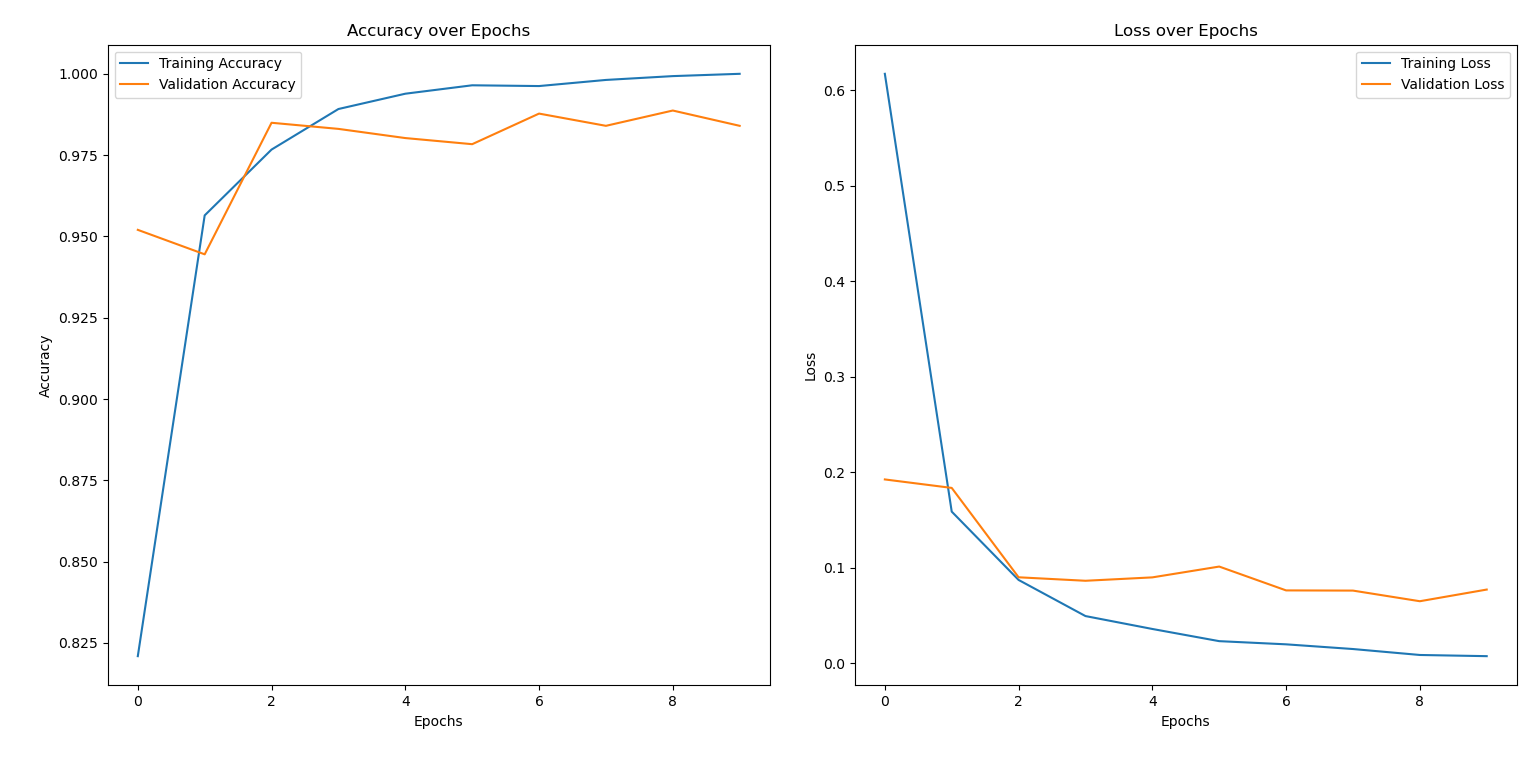 Accuracy over Epochs
Training Accuracy
Validation Accuracy
1.000
0.975
0.950
0.925
0.900
0.875
0.850
0.825
Accuracy
0 2 4 6 8
Epochs
Loss over Epochs
Training Loss
Validation Loss
0.6
0.5
0.4
0.3
0.2
0.1
0.0
Loss
0 2 4 6 8
Epochs